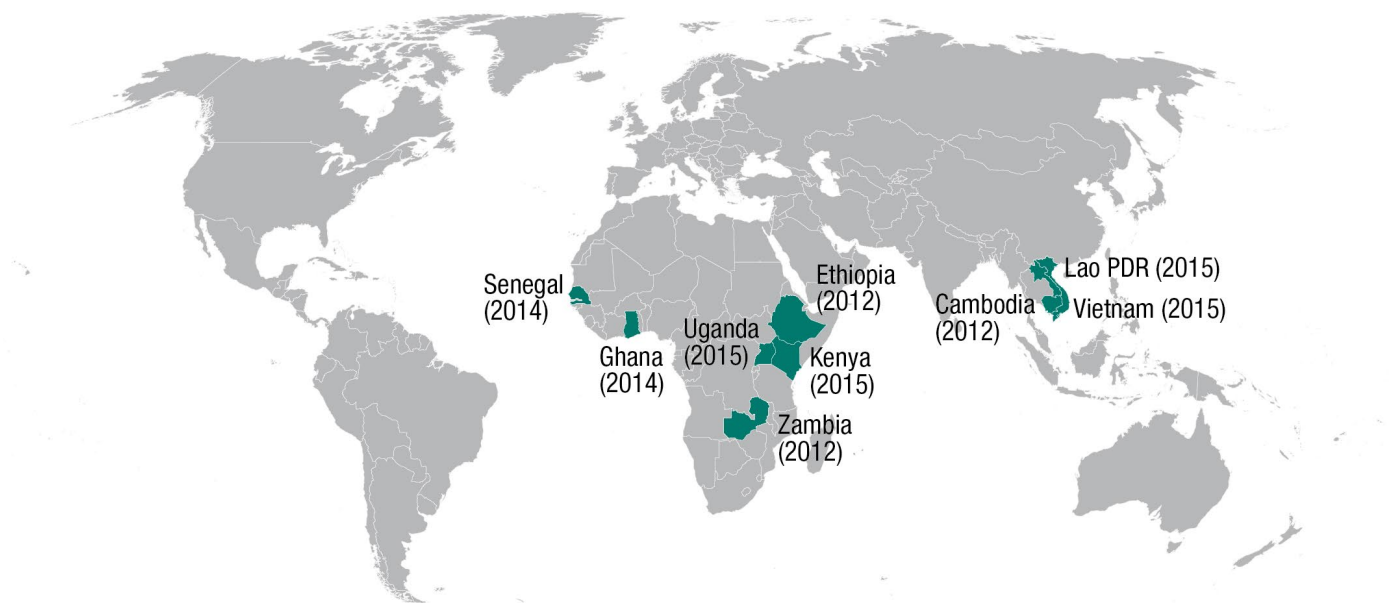 Senegal
(2014)
Ghana
(2014)
Uganda
(2015)
Ethiopia
(2012)
Kenya
(2015)
Zambia
(2012)
Cambodia
(2012)
Lao PDR (2015)
Vietnam (2015)